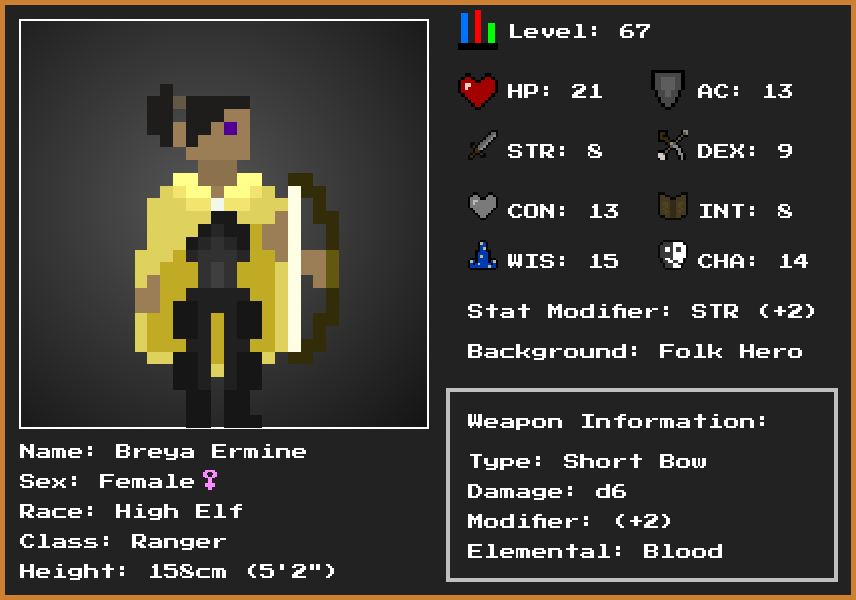 Level: 67
HP: 21 AC: 13
STR: 8 DEX: 9
CON: 13 INT: 8
WIS: 15 CHA: 14
Stat Modifier: STR (+2)
Background: Folk Hero
Weapon Information:
Type: Short Bow
Damage: d6
Modifier: (+2)
Elemental: Blood
Name: Breya Ermine
Sex: Female♀
Race: High Elf
Class: Ranger
Height: 158cm (5'2")